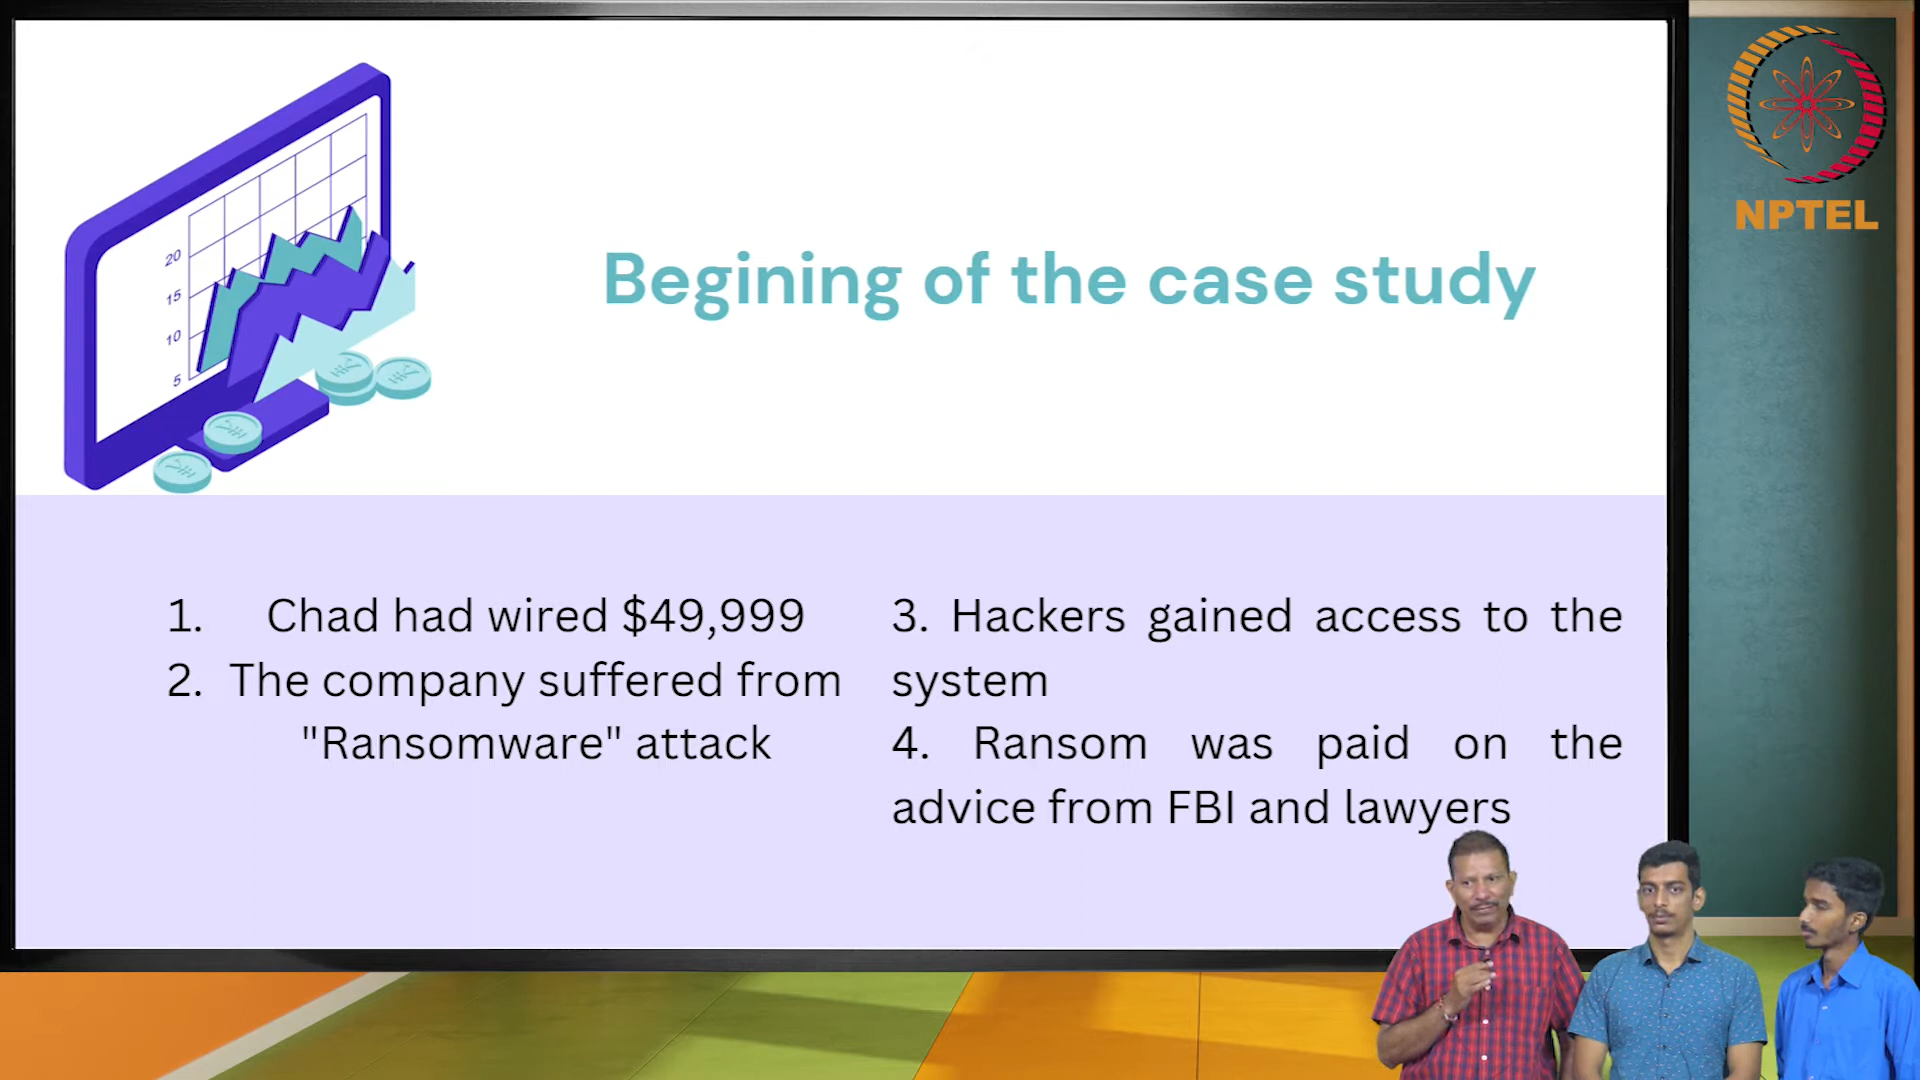 NPTEL
20
15
10
5
Begining of the case study
1. Chad had wired $49,999
2. The company suffered from
"Ransomware" attack
3. Hackers gained access to the
system
4. Ransom was paid on the
advice from FBI and lawyers